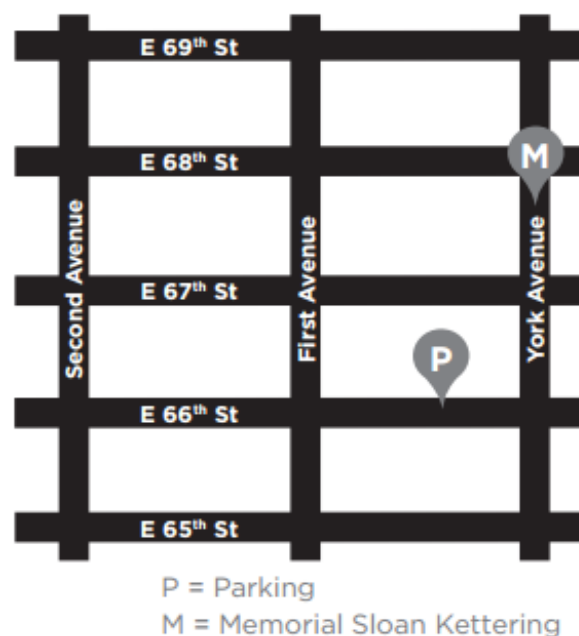 E 69th St
E 68th St
M
Second Avenue
First Avenue
York Avenue
E 67th St
P
E 66th St
E 65th St
P = Parking
M = Memorial Sloan Kettering